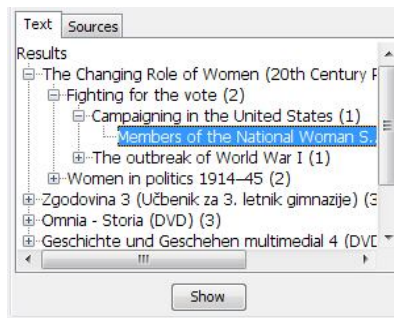 Text Sources
Results
The Changing Role of Women (20th Century
Fighting for the vote (2)
Campaigning in the United States (1)
Members of the National Woman S..
The outbreak of World War I (1)
Women in politics 1914–45 (2)
Zgodovina 3 (Učbenik za 3. letnik gimnazije) (3
Omnia - Storia (DVD) (3)
Geschichte und Geschehen multimedial 4 (DVD
Show